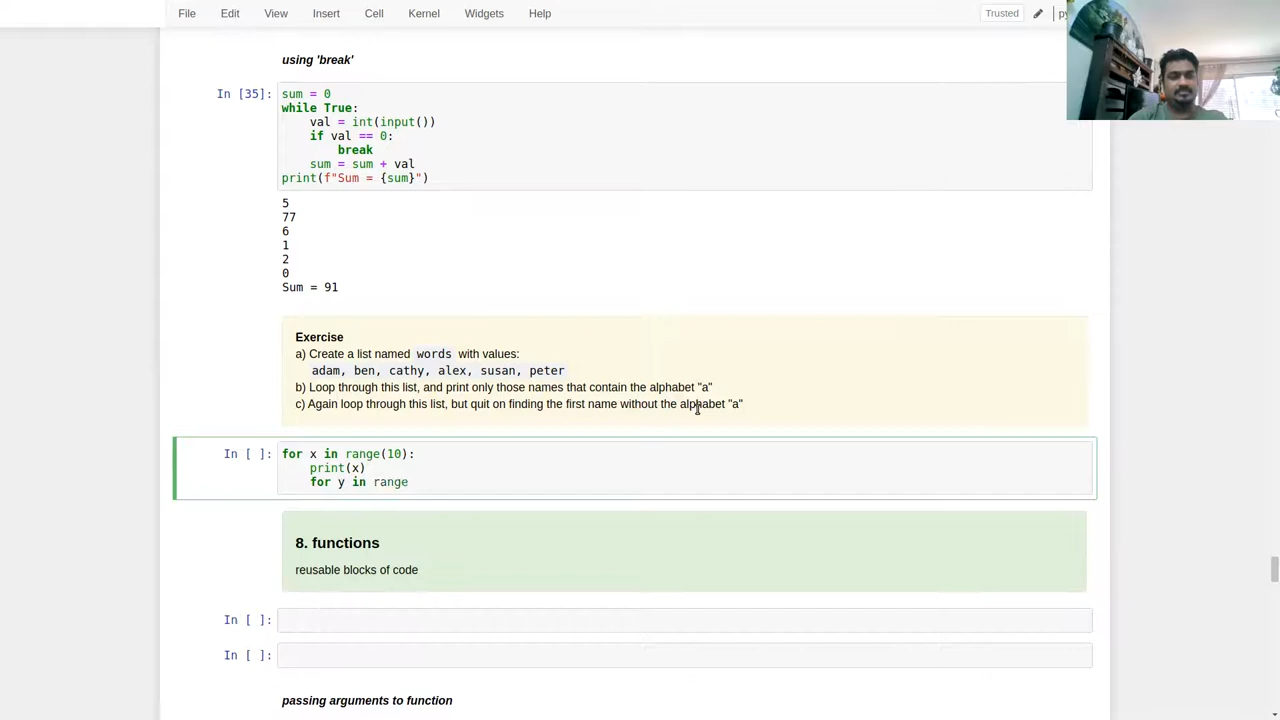 File Edit View Insert Cell Kernel Widgets Help Trusted
using 'break'
In [35]: sum = 0
while True:
    val = int(input())
    if val == 0:
        break
    sum = sum + val
print(f"Sum = {sum}")
5
77
6
1
2
0
Sum = 91
Exercise
a) Create a list named words with values:
adam, ben, cathy, alex, susan, peter
b) Loop through this list, and print only those names that contain the alphabet "a"
c) Again loop through this list, but quit on finding the first name without the alphabet "a"
In [ ]: for x in range(10):
    print(x)
    for y in range
8. functions
reusable blocks of code
In [ ]:
In [ ]:
passing arguments to function